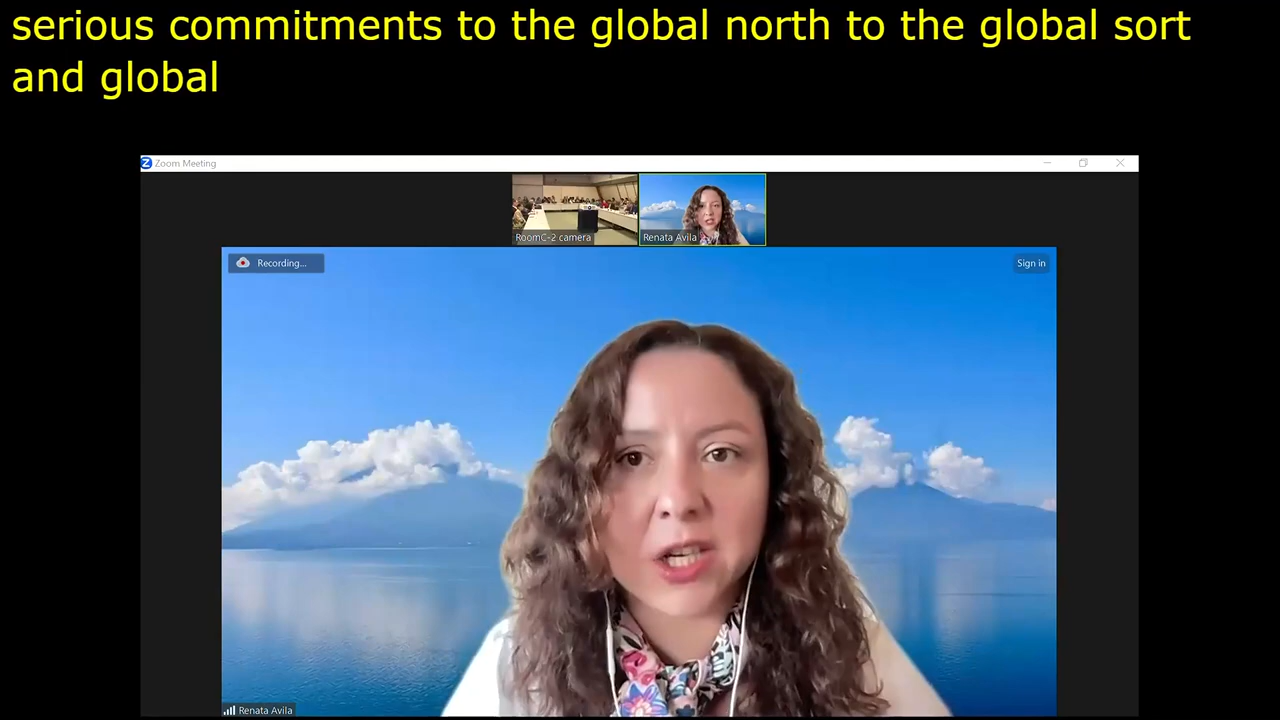 serious commitments to the global north to the global sort
and global
Zoom Meeting
RoomC-2 camera
Renata Avila
Recording...
Sign in
Renata Avila